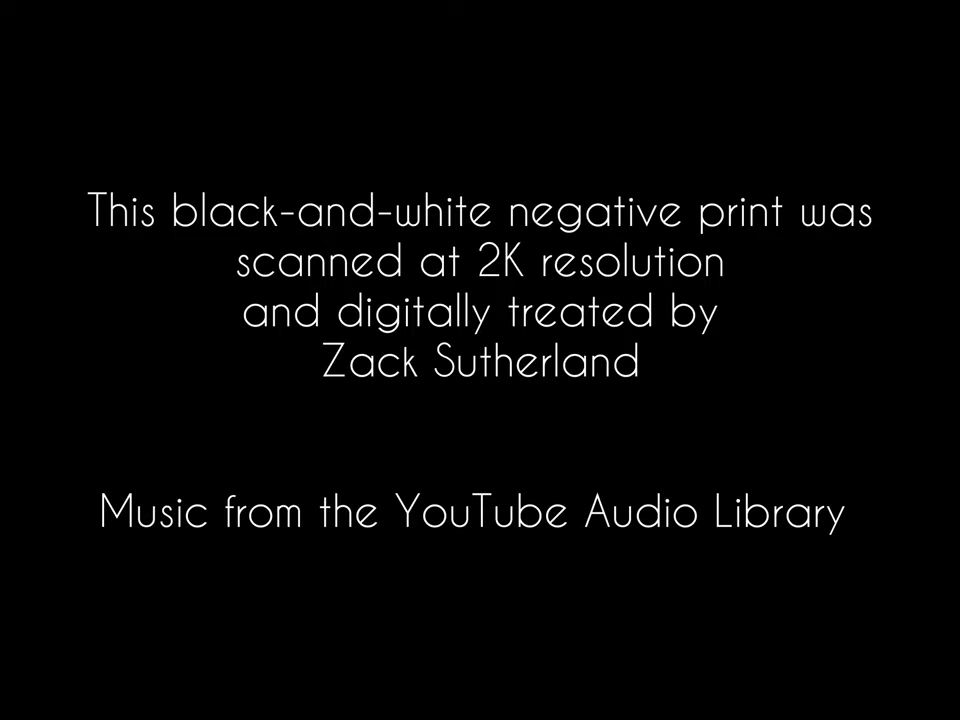 This black-and-white negative print was
scanned at 2K resolution
and digitally treated by
Zack Sutherland
Music from the YouTube Audio Library